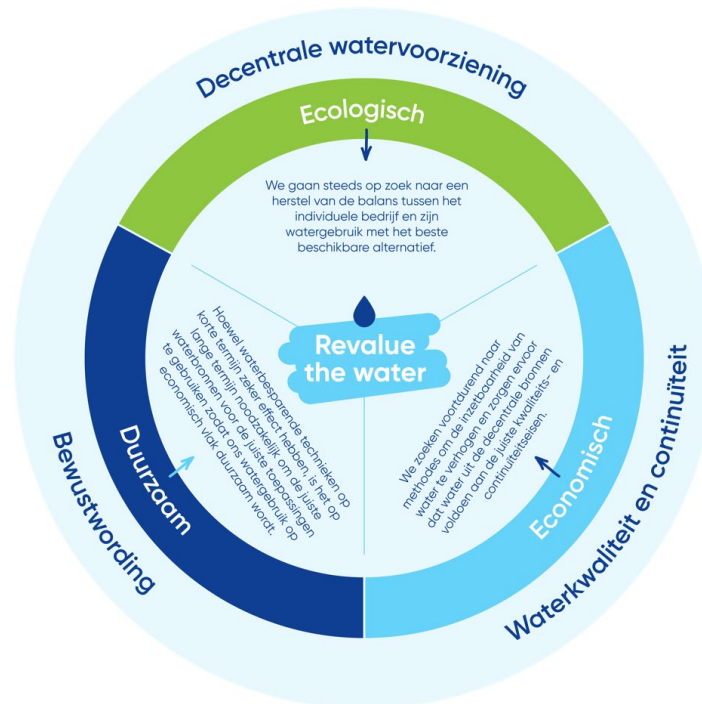 Decentrale watervoorziening
Ecologisch
We gaan steeds op zoek naar een
herstel van de balans tussen het
individuele bedrijf en zijn
watergebruik met het beste
beschikbare alternatief.
Revalue
the water
Hoewel waterbesparende technieken op
korte termijn zeker effect hebben, is het op
lange termijn noodzakelijk om de juiste
waterbronnen voor de juiste toepassingen
te gebruiken zodat ons watergebruik op
economisch vlak duurzaam wordt.
Duurzaam
Bewustwording
We zoeken voortdurend naar
methodes om de inzetbaarheid van
water te verhogen en zorgen ervoor
dat water uit de decentrale bronnen
voldoen aan de juiste kwaliteits- en
continuïteitseisen.
Economisch
Waterkwaliteit en continuïteit